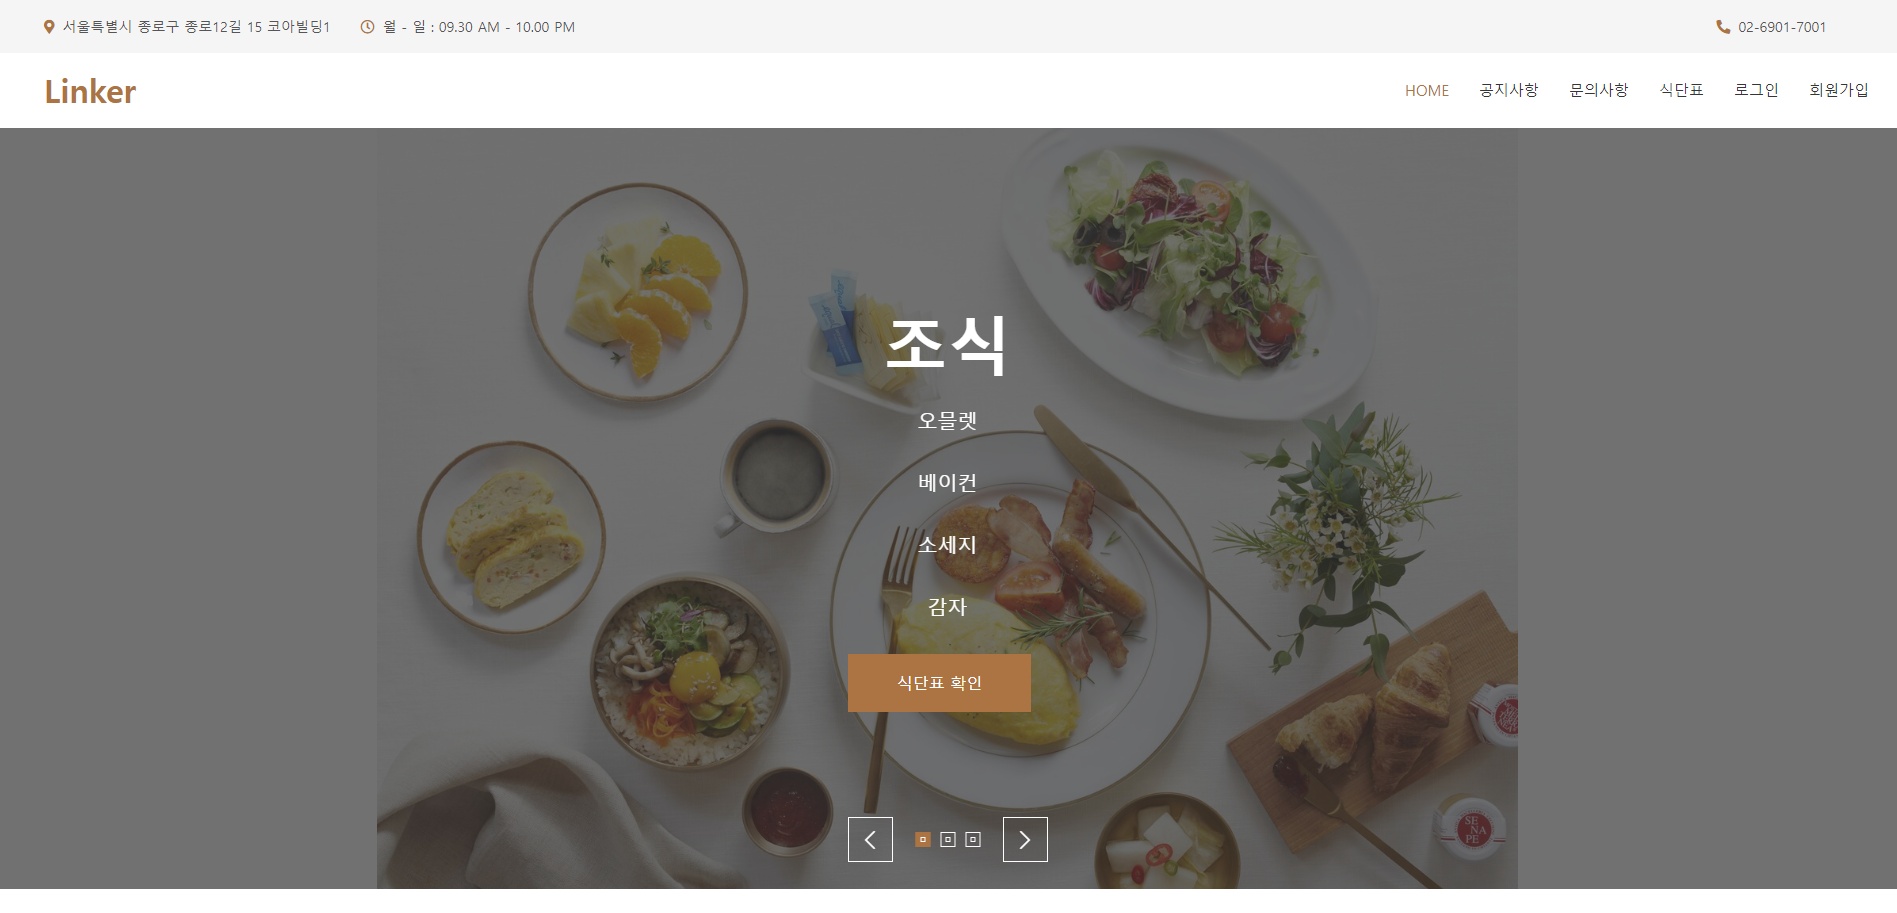 서울특별시 종로구 종로12길 15 코아빌딩1 월 - 일 : 09.30 AM - 10.00 PM 02-6901-7001
Linker HOME 공지사항 문의사항 식단표 로그인 회원가입
조식
오믈렛
베이컨
소세지
감자
식단표 확인
SE
NA
PE